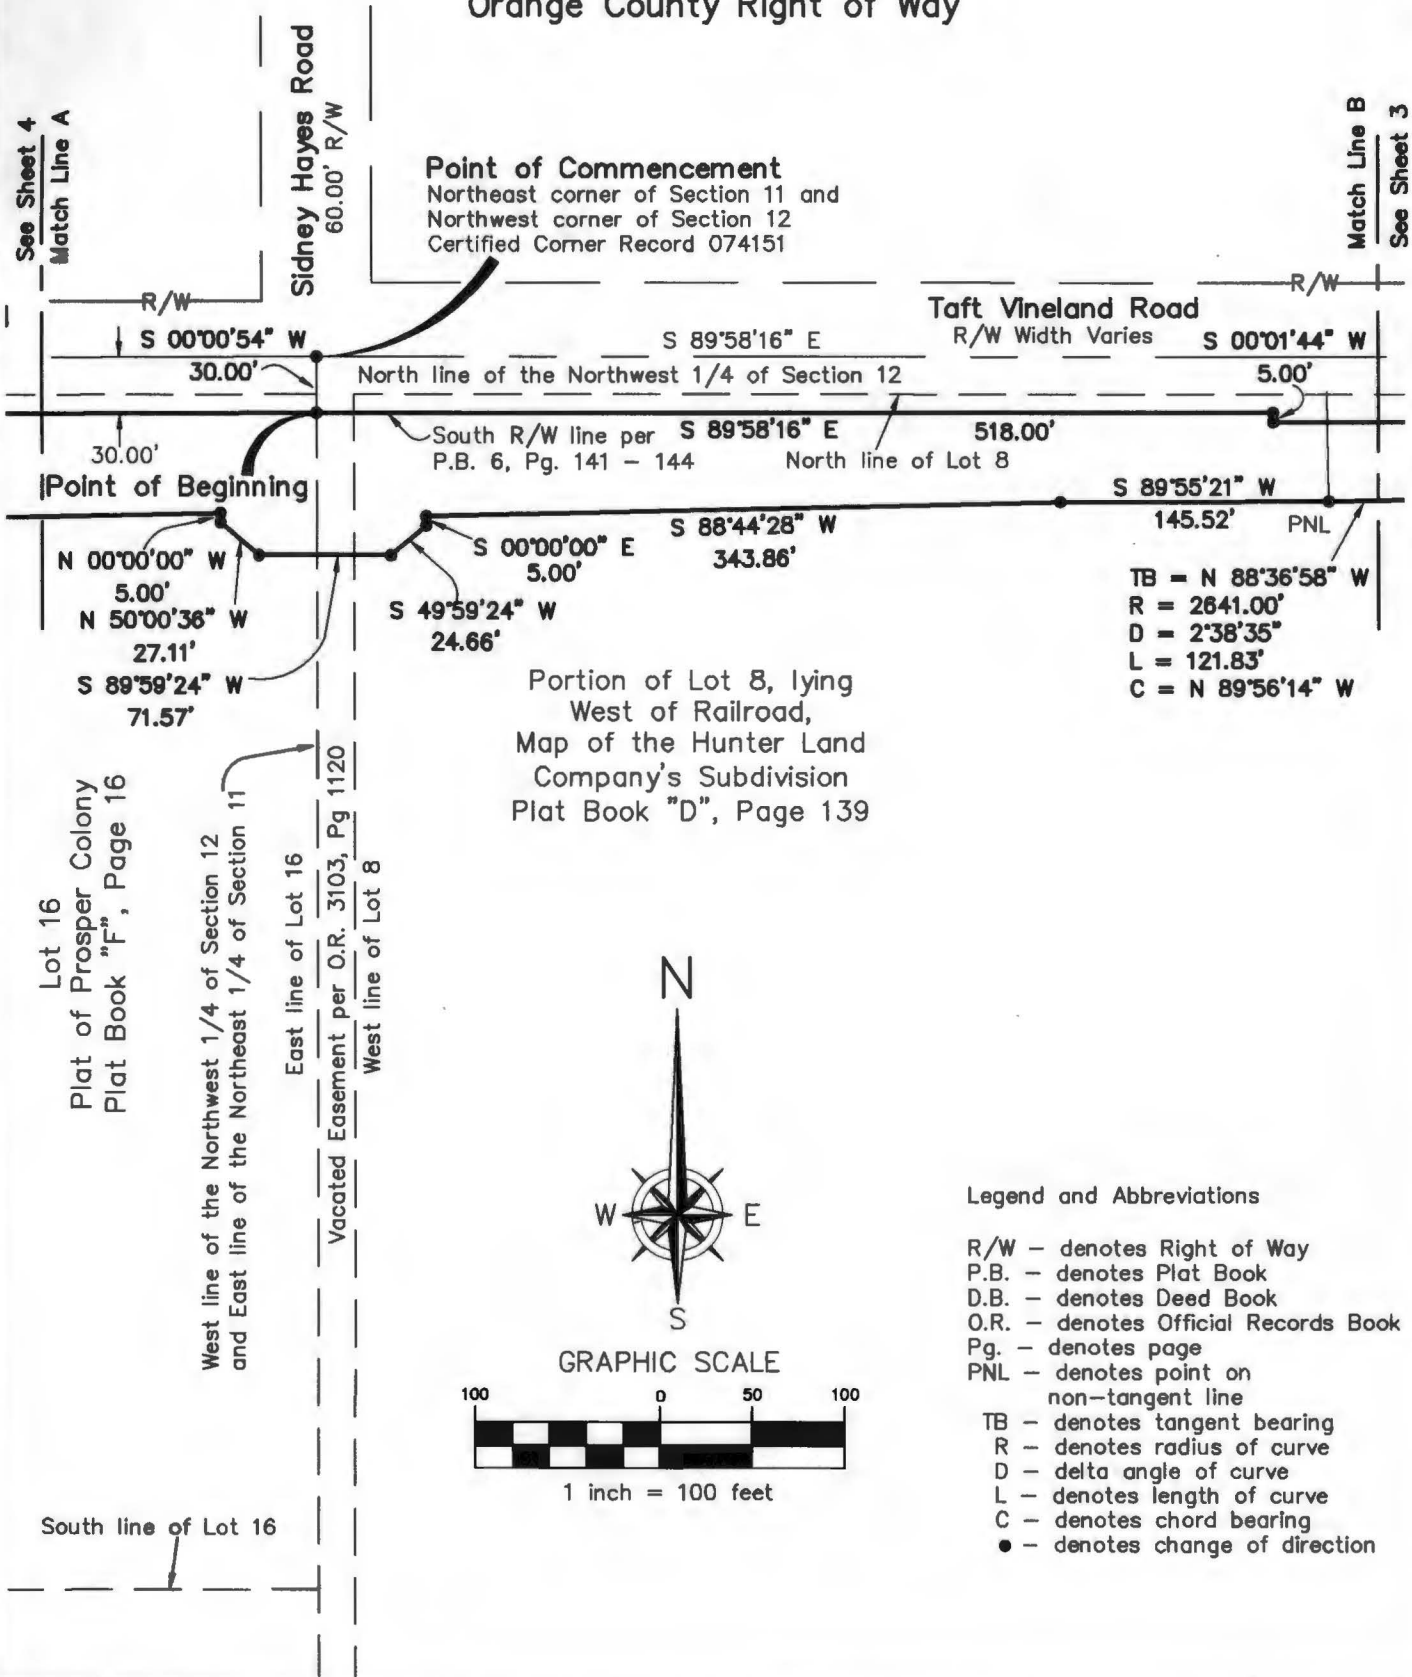 Orange County Right of Way
See Sheet 4
Match Line A
Sidney Hayes Road
60.00' R/W
Match Line B
See Sheet 3
Point of Commencement
Northeast corner of Section 11 and
Northwest corner of Section 12
Certified Corner Record 074151
R/W
R/W
Taft Vineland Road
R/W Width Varies
S 00°00'54" W
30.00'
S 89°58'16" E
S 00°01'44" W
5.00'
North line of the Northwest 1/4 of Section 12
30.00'
South R/W line per
P.B. 6, Pg. 141 – 144
S 89°58'16" E
518.00'
North line of Lot 8
Point of Beginning
S 89°55'21" W
145.52'
PNL
S 88°44'28" W
343.86'
N 00°00'00" W
5.00'
S 00°00'00" E
5.00'
N 50°00'36" W
27.11'
S 49°59'24" W
24.66'
S 89°59'24" W
71.57'
TB = N 88°36'58" W
R = 2641.00'
D = 2°38'35"
L = 121.83'
C = N 89°56'14" W
Portion of Lot 8, lying
West of Railroad,
Map of the Hunter Land
Company's Subdivision
Plat Book "D", Page 139
Lot 16
Plat of Prosper Colony
Plat Book "F", Page 16
West line of the Northwest 1/4 of Section 12
and East line of the Northeast 1/4 of Section 11
East line of Lot 16
Vacated Easement per O.R. 3103, Pg 1120
West line of Lot 8
N
W
E
S
GRAPHIC SCALE
100 0 50 100
1 inch = 100 feet
Legend and Abbreviations
R/W – denotes Right of Way
P.B. – denotes Plat Book
D.B. – denotes Deed Book
O.R. – denotes Official Records Book
Pg. – denotes page
PNL – denotes point on
non–tangent line
TB – denotes tangent bearing
R – denotes radius of curve
D – delta angle of curve
L – denotes length of curve
C – denotes chord bearing
● – denotes change of direction
South line of Lot 16